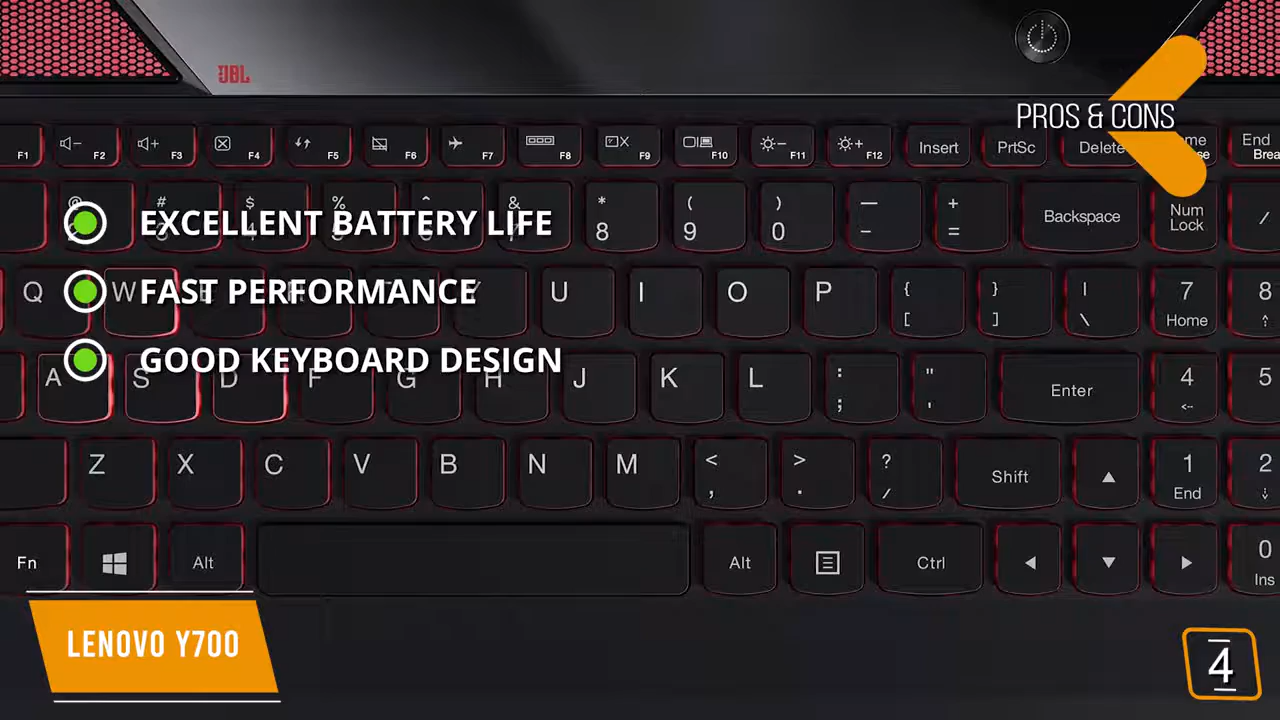 JBL
PROS & CONS
F1 F2 F3 F4 F5 F6 F7 F8 F9 F10 F11 F12 Insert PrtSc Delete End
Brea
EXCELLENT BATTERY LIFE
# $ % ^ * ( ) — + Backspace Num Lock /
8 9 0 - =
FAST PERFORMANCE
Q W U I O P { [ } ] | \ 7 Home 8
GOOD KEYBOARD DESIGN
A S D F G H J K L : ; " ' Enter 4 5
Z X C V B N M < , > . ? / Shift 1 End 2
Fn Alt Alt Ctrl 0 Ins
LENOVO Y700
4